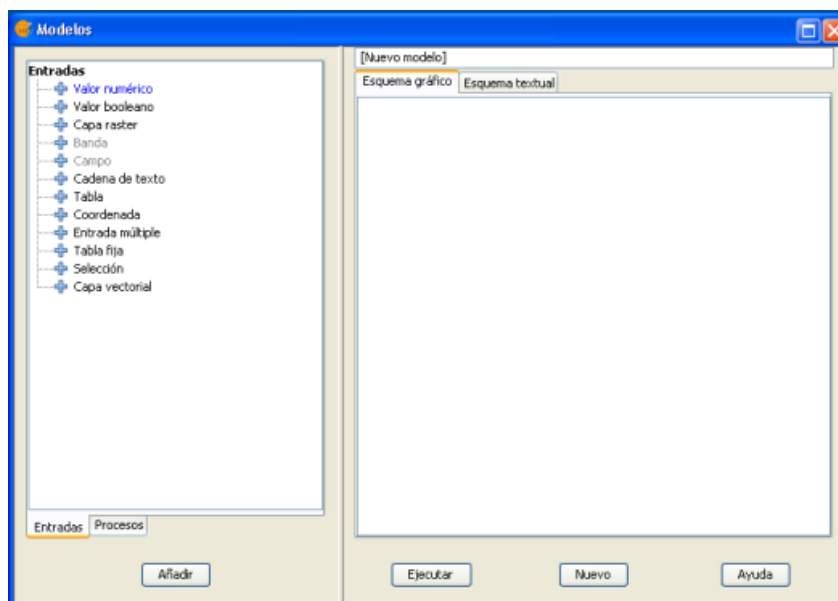 Modelos
Entradas
Valor numérico
Valor booleano
Capa raster
Banda
Campo
Cadena de texto
Tabla
Coordenada
Entrada múltiple
Tabla fija
Selección
Capa vectorial
Entradas Procesos
Añadir
[Nuevo modelo]
Esquema gráfico Esquema textual
Ejecutar Nuevo Ayuda